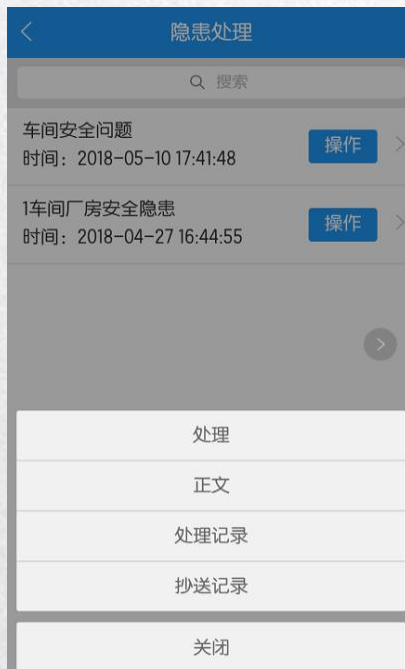 隐患处理
搜索
车间安全问题
操作
时间：2018-05-10 17:41:48
1车间厂房安全隐患
操作
时间：2018-04-27 16:44:55
处理
正文
处理记录
抄送记录
关闭